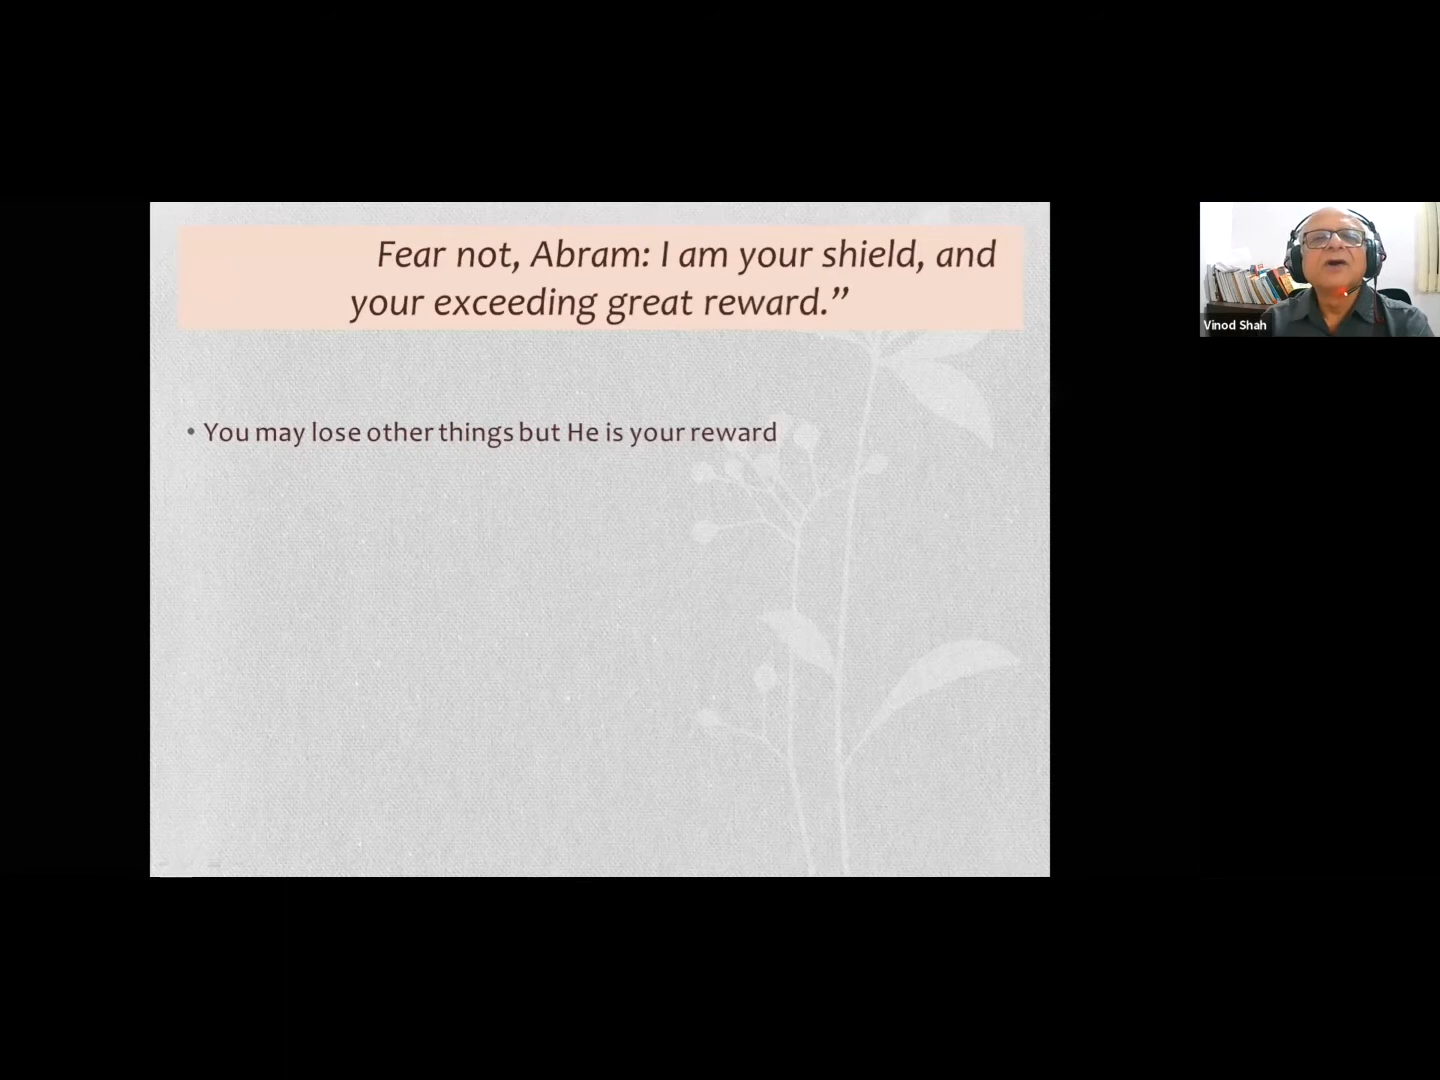 Fear not, Abram: I am your shield, and
your exceeding great reward.”
• You may lose other things but He is your reward
Vinod Shah